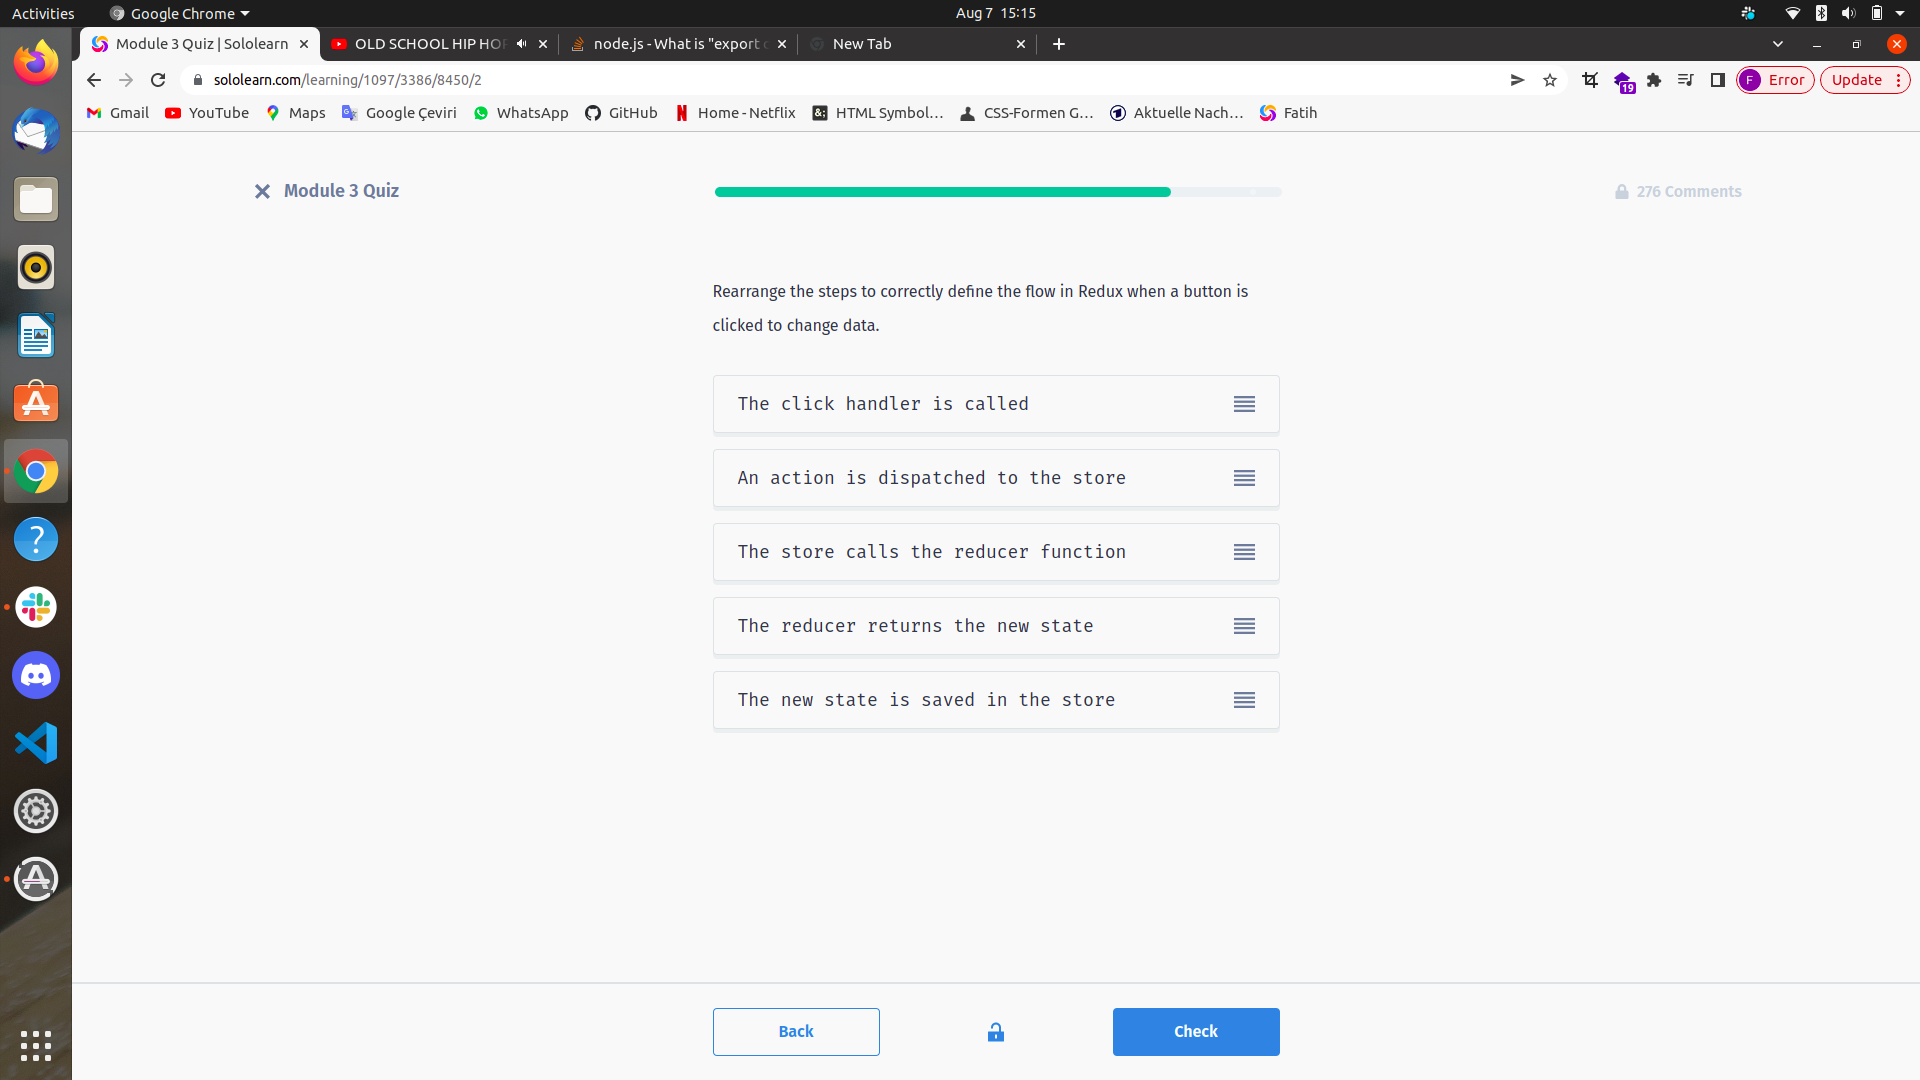 Activities
Google Chrome
Aug 7 15:15
Module 3 Quiz | Sololearn
OLD SCHOOL HIP HOP
node.js - What is "export d
New Tab
sololearn.com/learning/1097/3386/8450/2
19
F
Error
Update
Gmail
YouTube
Maps
Google Çeviri
WhatsApp
GitHub
Home - Netflix
HTML Symbol...
CSS-Formen G...
Aktuelle Nach...
Fatih
Module 3 Quiz
276 Comments
Rearrange the steps to correctly define the flow in Redux when a button is
clicked to change data.
The click handler is called
An action is dispatched to the store
The store calls the reducer function
The reducer returns the new state
The new state is saved in the store
Back
Check